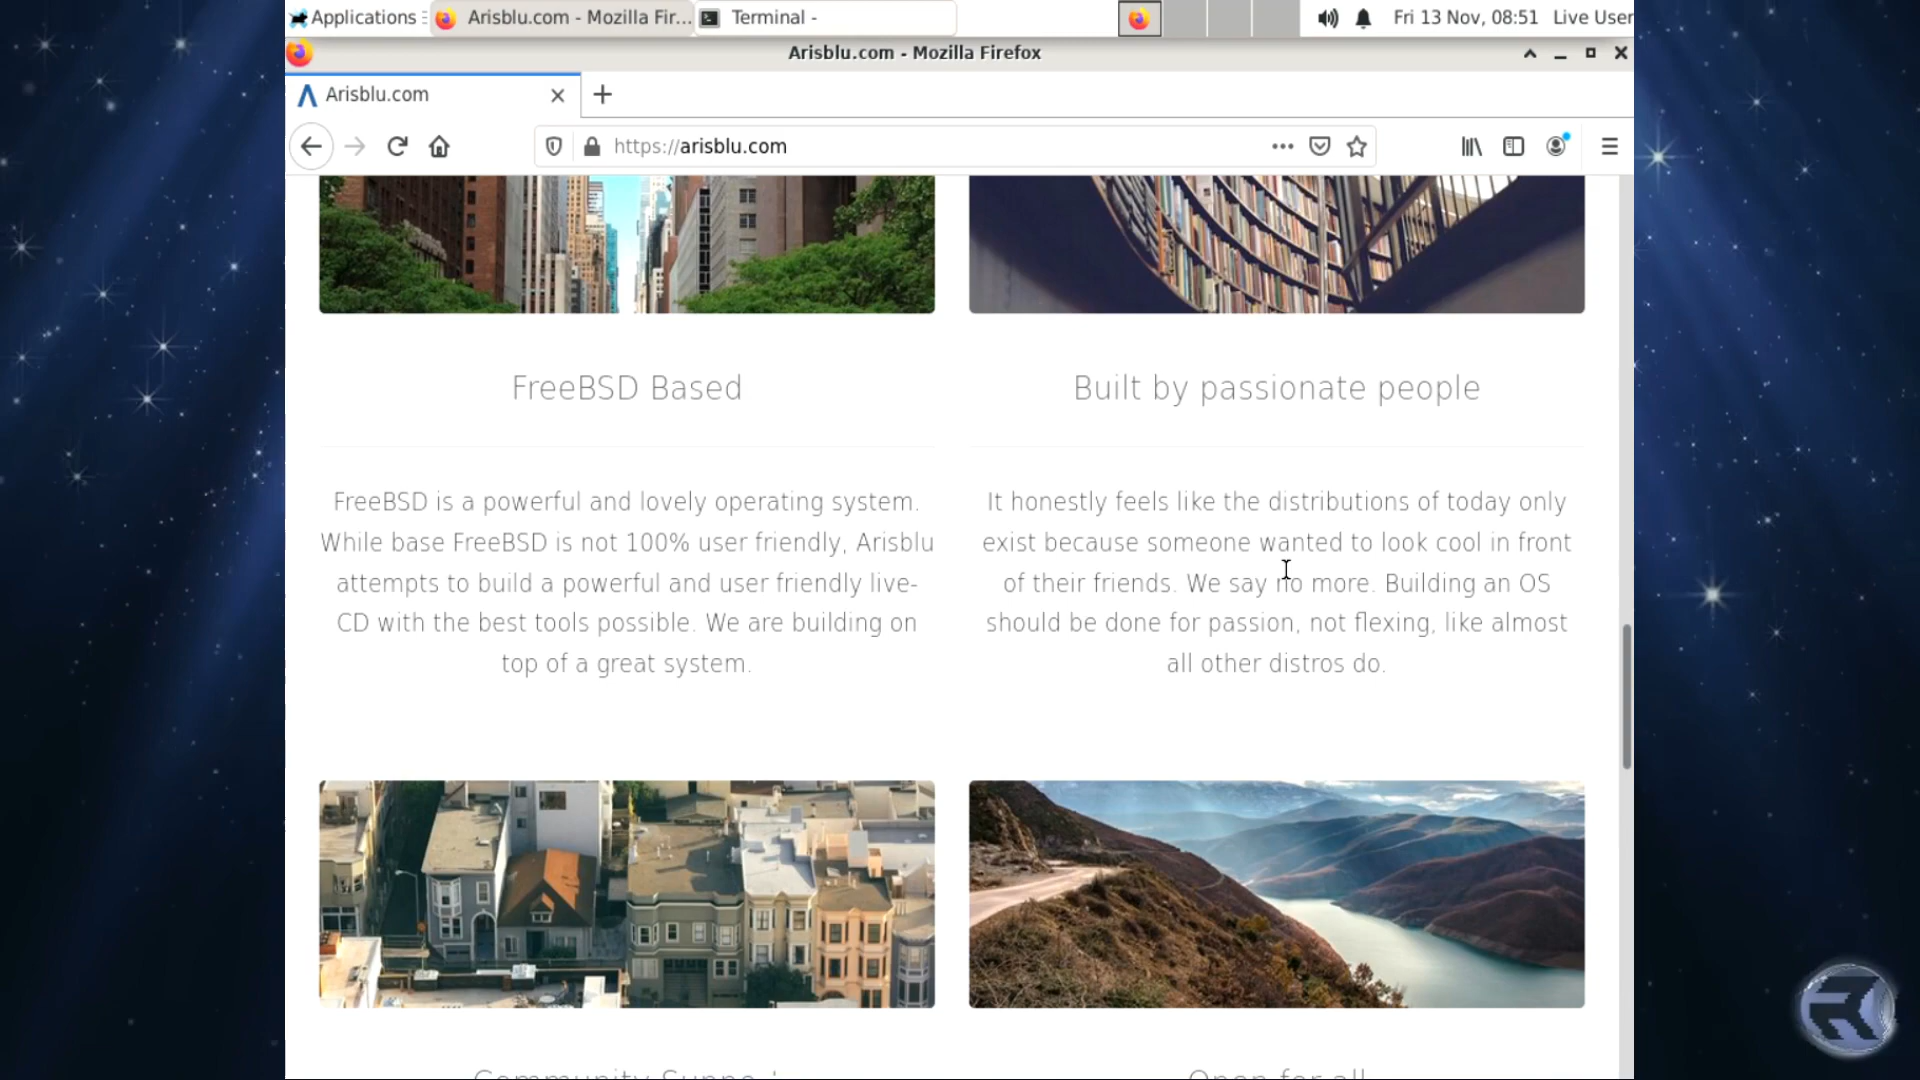 Applications
Arisblu.com - Mozilla Fir...
Terminal -
Fri 13 Nov, 08:51
Live User
Arisblu.com - Mozilla Firefox
Arisblu.com
https://arisblu.com
FreeBSD Based
FreeBSD is a powerful and lovely operating system.
While base FreeBSD is not 100% user friendly, Arisblu
attempts to build a powerful and user friendly live-
CD with the best tools possible. We are building on
top of a great system.
Built by passionate people
It honestly feels like the distributions of today only
exist because someone wanted to look cool in front
of their friends. We say no more. Building an OS
should be done for passion, not flexing, like almost
all other distros do.
Community
Open for all